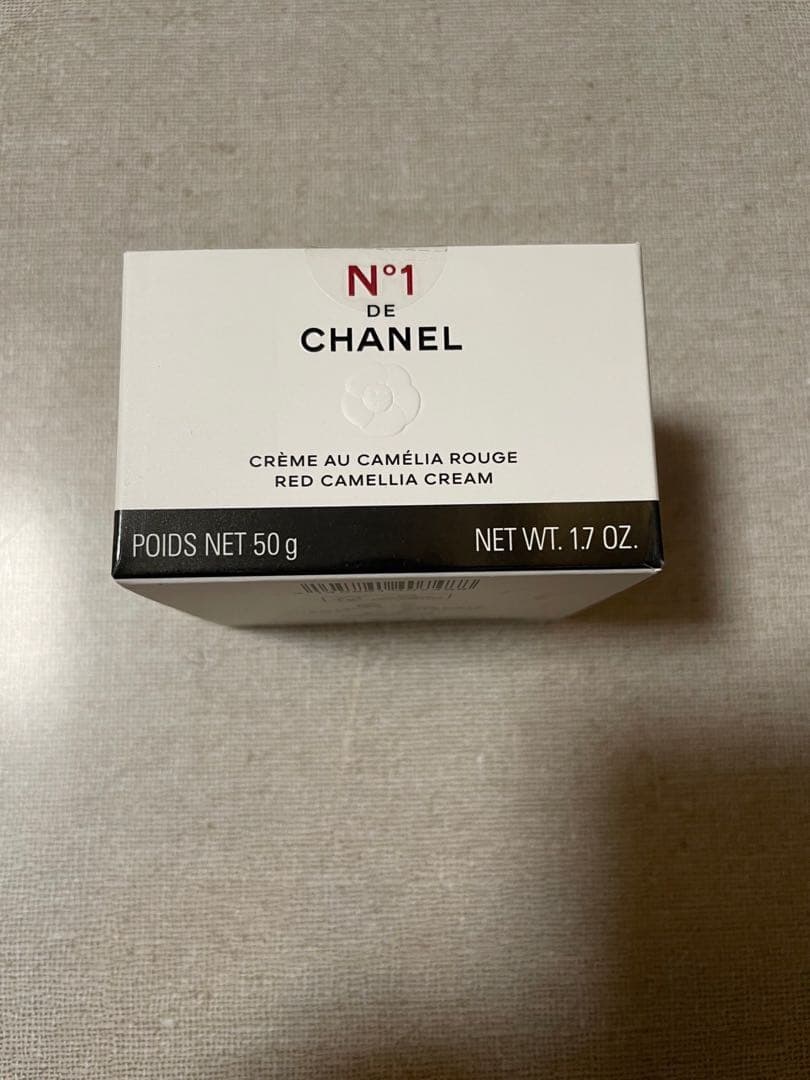 N°1
DE
CHANEL
CRÈME AU CAMÉLIA ROUGE
RED CAMELLIA CREAM
POIDS NET 50 g
NET WT. 1.7 OZ.